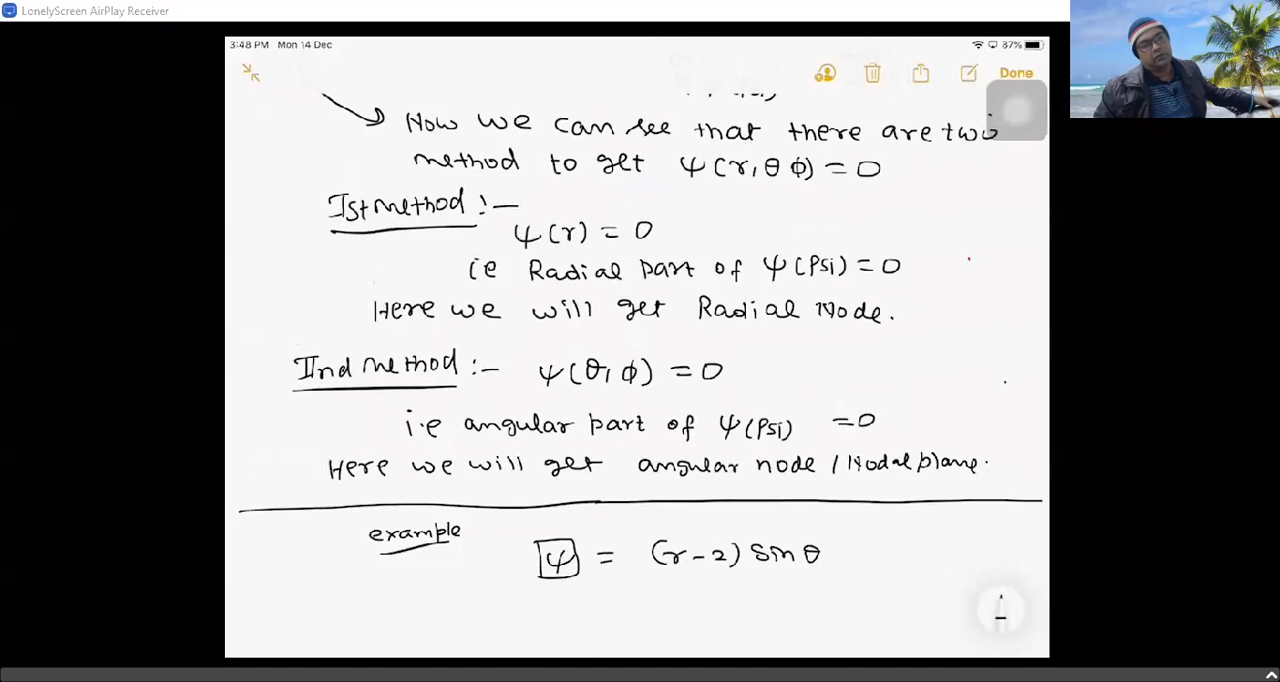 LonelyScreen AirPlay Receiver
3:48 PM Mon 14 Dec
87%
Done
Now we can see that there are two
method to get ψ(r, θ φ) = 0
Ist method :-
ψ(r) = 0
ie Radial part of ψ(Psi) = 0
Here we will get Radial Node.
IInd method :- ψ(θ, φ) = 0
i.e angular part of ψ(Psi) = 0
Here we will get angular node / Nodal plane.
example
ψ = (r-2) Sin θ